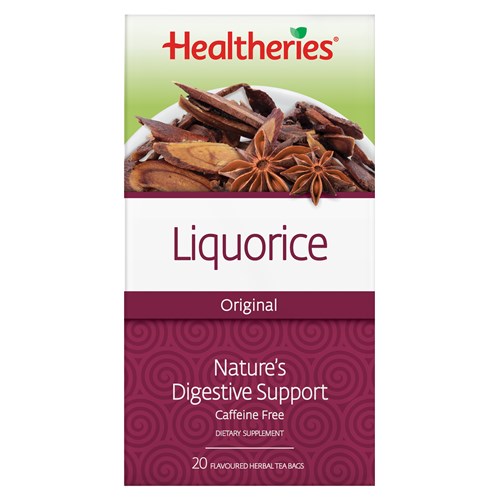 Healtheries®
Liquorice
Original
Nature's
Digestive Support
Caffeine Free
DIETARY SUPPLEMENT
20 FLAVOURED HERBAL TEA BAGS